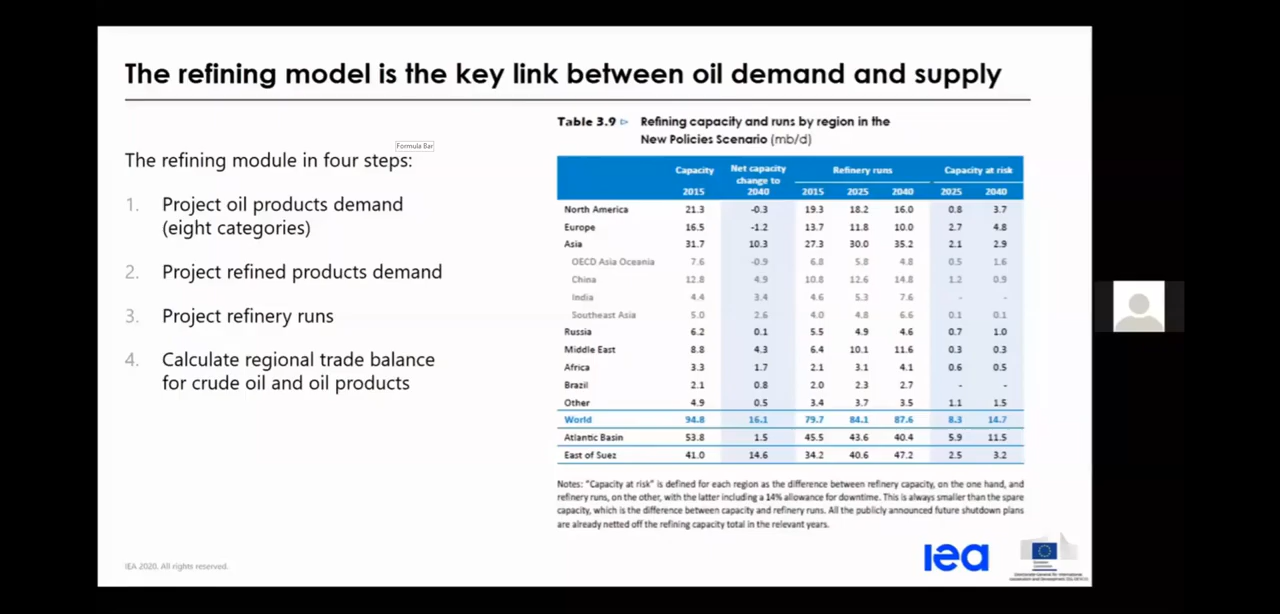 The refining model is the key link between oil demand and supply
Formula Bar
The refining module in four steps:
1. Project oil products demand
(eight categories)
2. Project refined products demand
3. Project refinery runs
4. Calculate regional trade balance
for crude oil and oil products
Table 3.9 ▷ Refining capacity and runs by region in the
New Policies Scenario (mb/d)
Capacity Net capacity change to 2040 Refinery runs Capacity at risk
2015 2015 2025 2040 2025 2040
North America 21.3 -0.3 19.3 18.2 16.0 0.8 3.7
Europe 16.5 -1.2 13.7 11.8 10.0 2.7 4.8
Asia 31.7 10.3 27.3 30.0 35.2 2.1 2.9
OECD Asia Oceania 7.6 -0.9 6.8 5.8 4.8 0.5 1.6
China 12.8 4.9 10.8 12.6 14.8 1.2 0.9
India 4.4 3.4 4.6 5.3 7.6 - -
Southeast Asia 5.0 2.6 4.0 4.8 6.6 0.1 0.1
Russia 6.2 0.1 5.5 4.9 4.6 0.7 1.0
Middle East 8.8 4.3 6.4 10.1 11.6 0.3 0.3
Africa 3.3 1.7 2.1 3.1 4.1 0.6 0.5
Brazil 2.1 0.8 2.0 2.3 2.7 - -
Other 4.9 0.5 3.4 3.7 3.5 1.1 1.5
World 94.8 16.1 79.7 84.1 87.6 8.3 14.7
Atlantic Basin 53.8 1.5 45.5 43.6 40.4 5.9 11.5
East of Suez 41.0 14.6 34.2 40.6 47.2 2.5 3.2
Notes: "Capacity at risk" is defined for each region as the difference between refinery capacity, on the one hand, and
refinery runs, on the other, with the latter including a 14% allowance for downtime. This is always smaller than the spare
capacity, which is the difference between capacity and refinery runs. All the publicly announced future shutdown plans
are already netted off the refining capacity total in the relevant years.
IEA 2020. All rights reserved.
iea